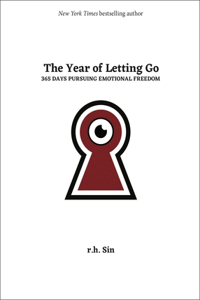 New York Times bestselling author
The Year of Letting Go
365 DAYS PURSUING EMOTIONAL FREEDOM
r.h. Sin